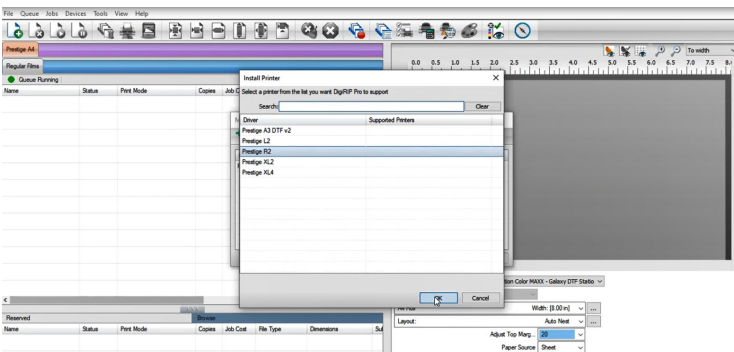 File Queue Jobs Devices Tools View Help
Prestige A4
To width
Regular Films
0.0 0.5 1.0 1.5 2.0 2.5 3.0 3.5 4.0 4.5 5.0 5.5 6.0 6.5 7.0 7.5
Queue Running
Name Status Print Mode Copies Job C
Install Printer
Select a printer from the list you want DigiRIP Pro to support
Search: Clear
Driver Supported Printers
Prestige A3 DTF v2
Prestige L2
Prestige R2
Prestige XL2
Prestige XL4
OK Cancel
tion Color MAXX - Galaxy DTF Statio
Width: [8.00 in] ...
Layout: Auto Nest ...
Adjust Top Marg... 20
Paper Source Sheet
Reserved Browse
Name Status Print Mode Copies Job Cost File Type Dimensions Sul